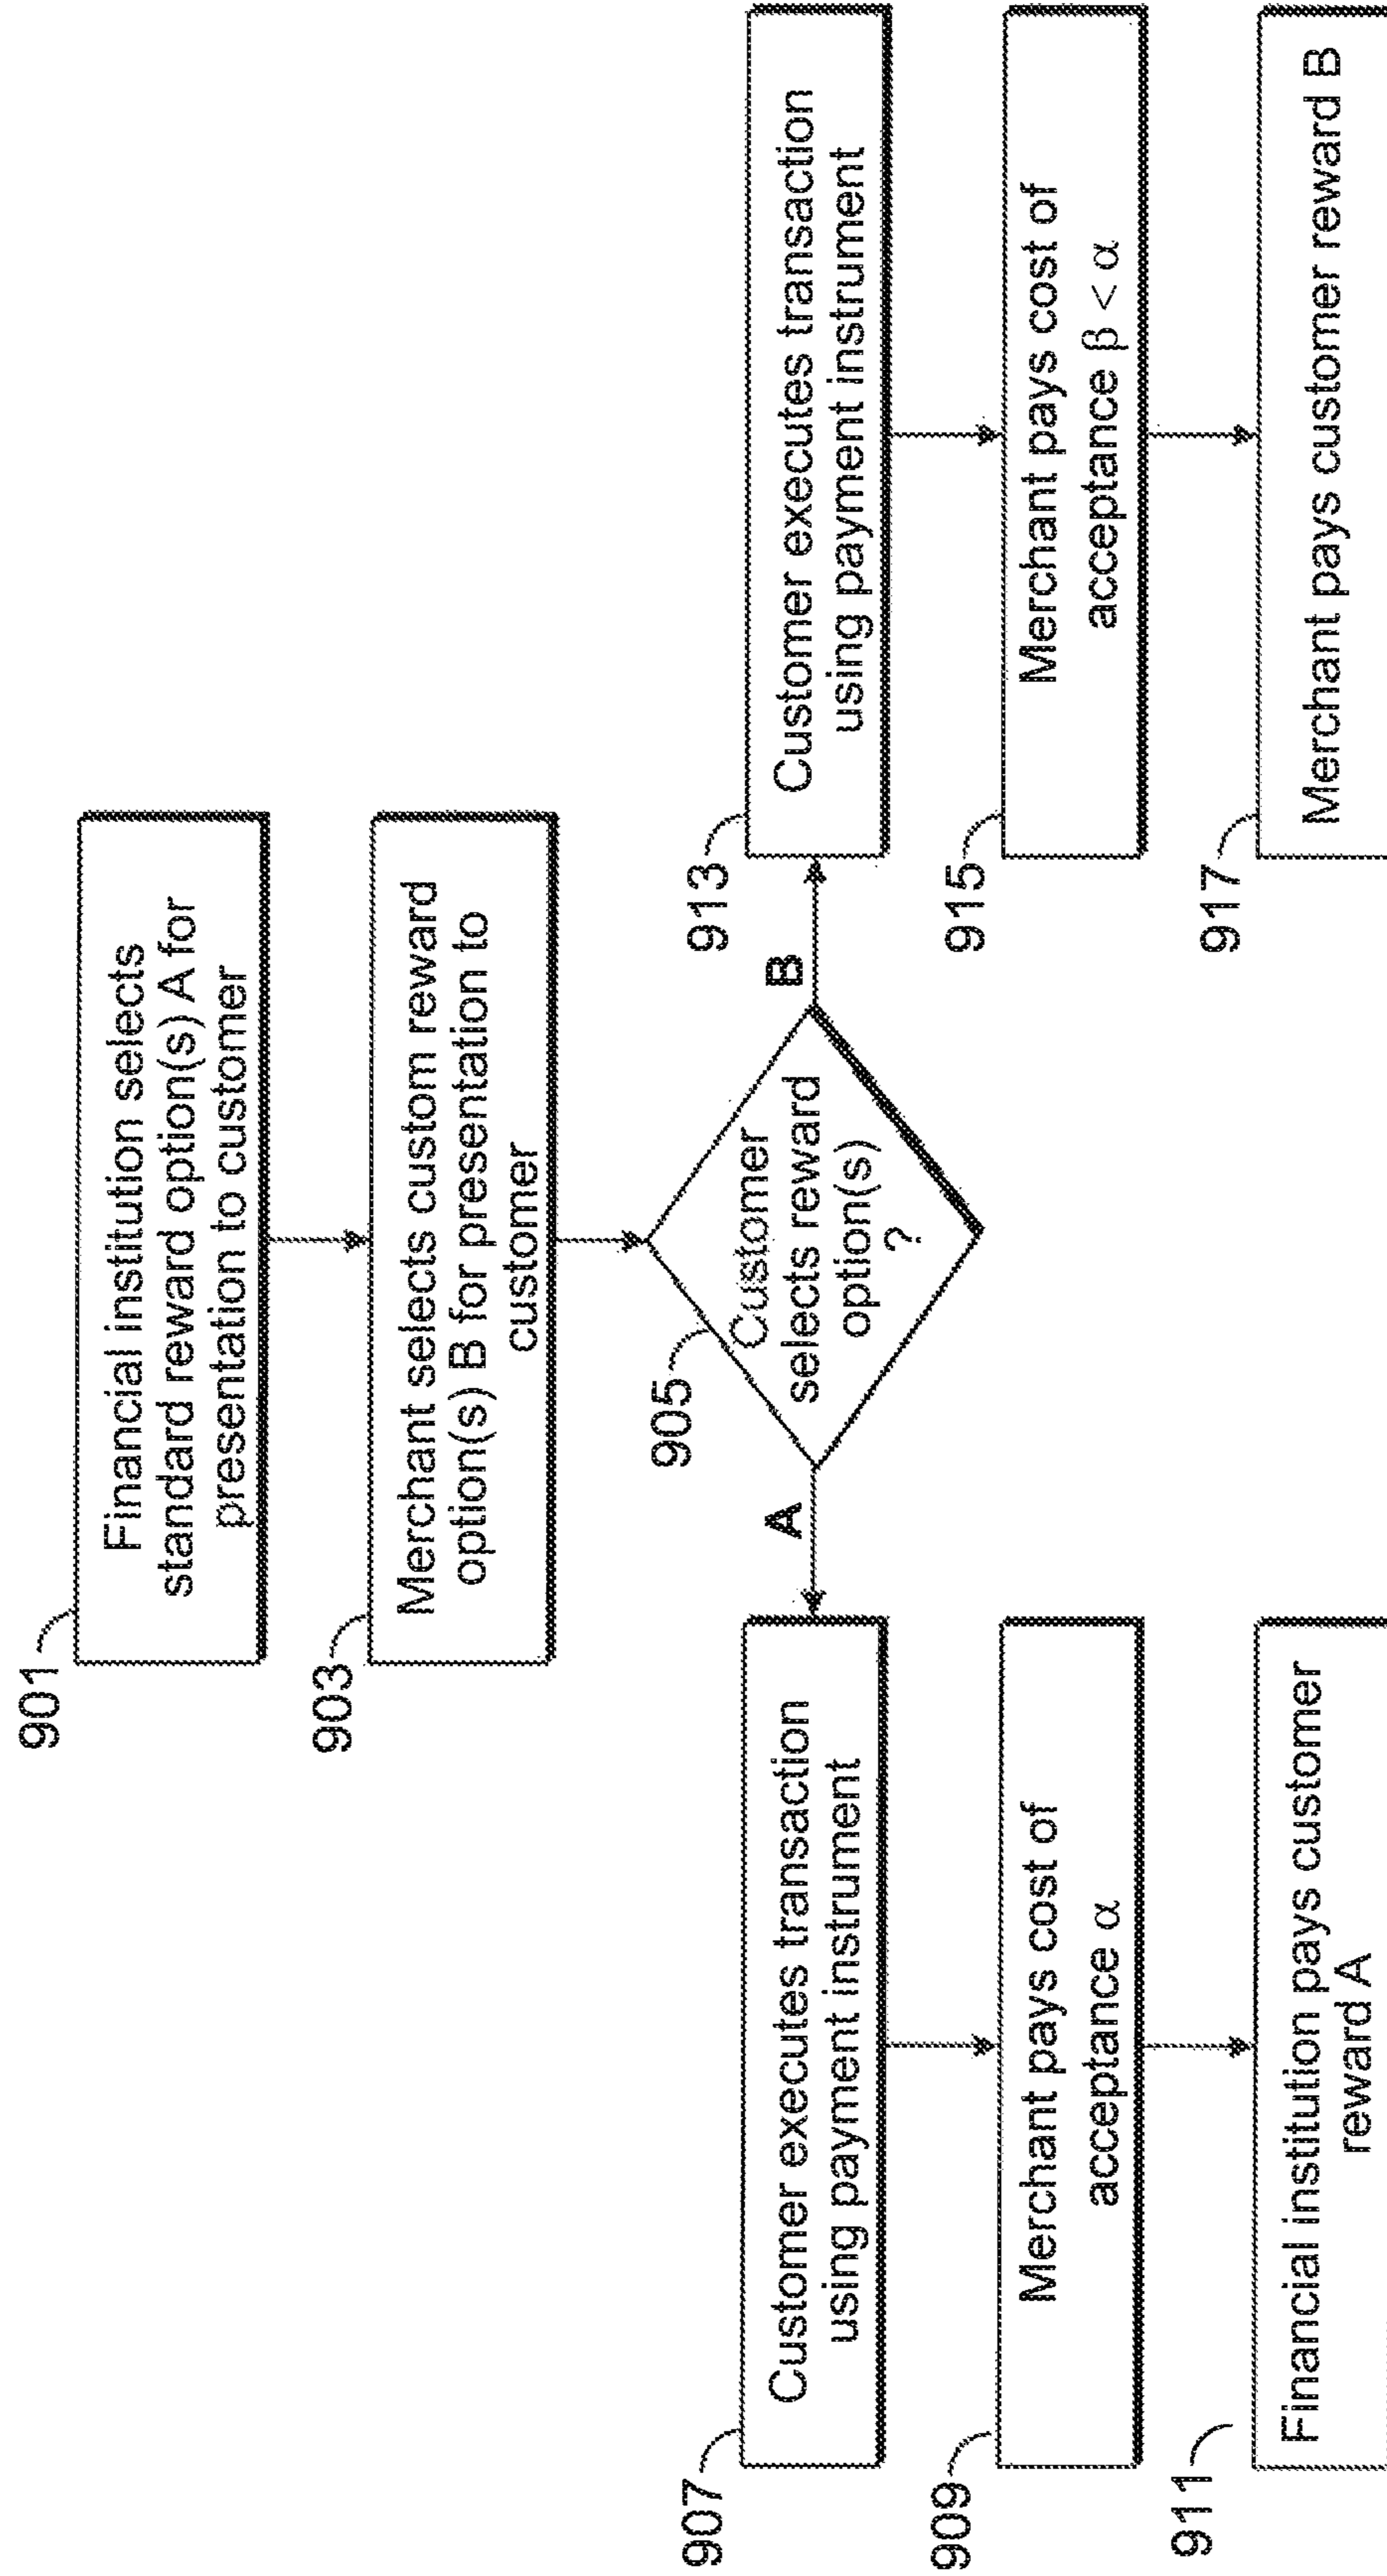 901
Financial institution selects
standard reward option(s) A for
presentation to customer
903
Merchant selects custom reward
option(s) B for presentation to
customer
905
Customer
selects reward
option(s)
?
A
B
907
Customer executes transaction
using payment instrument
909
Merchant pays cost of
acceptance α
911
Financial institution pays customer
reward A
913
Customer executes transaction
using payment instrument
915
Merchant pays cost of
acceptance β < α
917
Merchant pays customer reward B